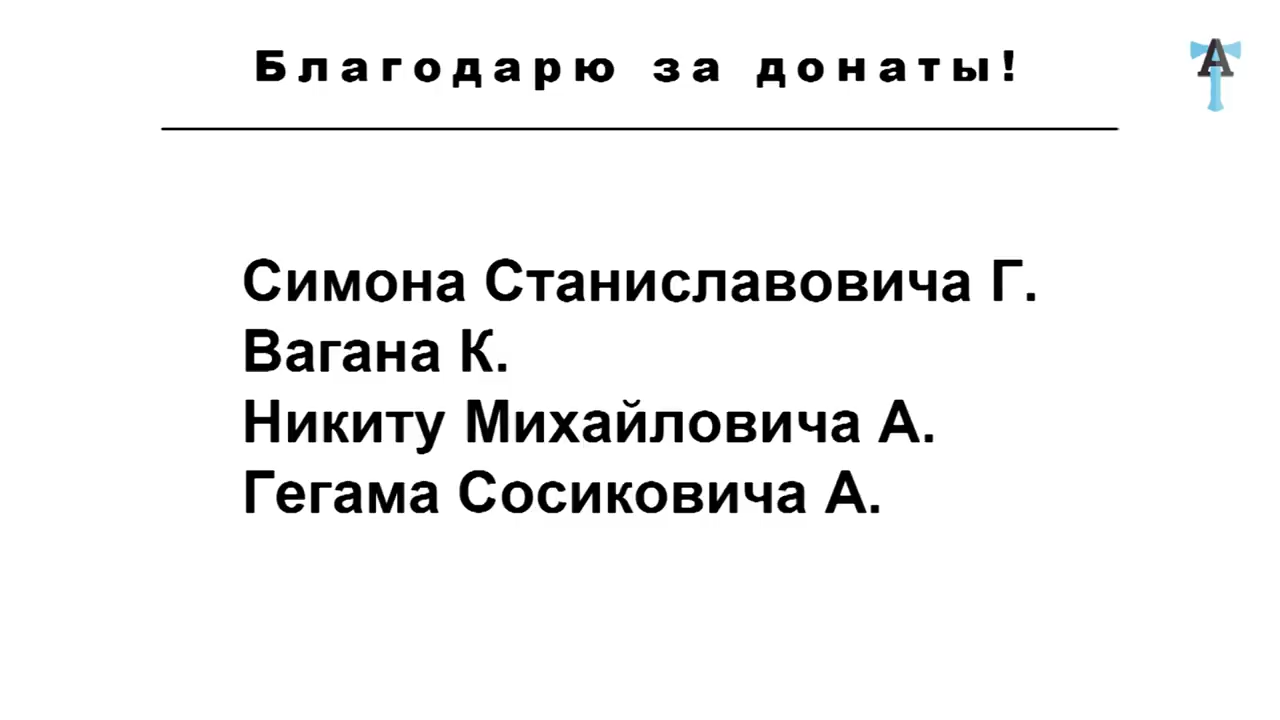 Благодарю за донаты!
А
Симона Станиславовича Г.
Вагана К.
Никиту Михайловича А.
Гегама Сосиковича А.